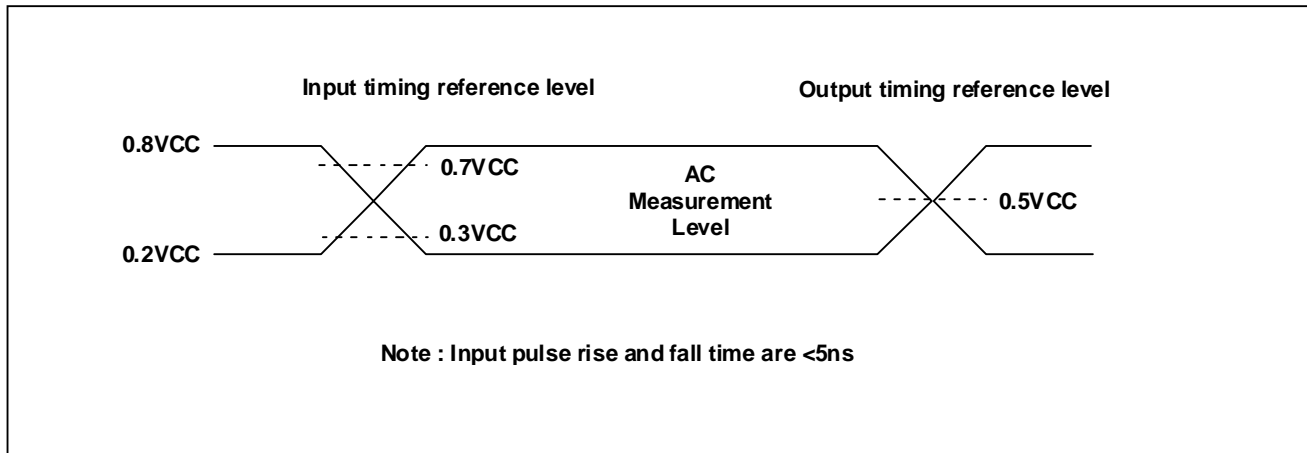 Input timing reference level
Output timing reference level
0.8VCC
0.7VCC
AC
Measurement
Level
0.5VCC
0.3VCC
0.2VCC
Note : Input pulse rise and fall time are <5ns